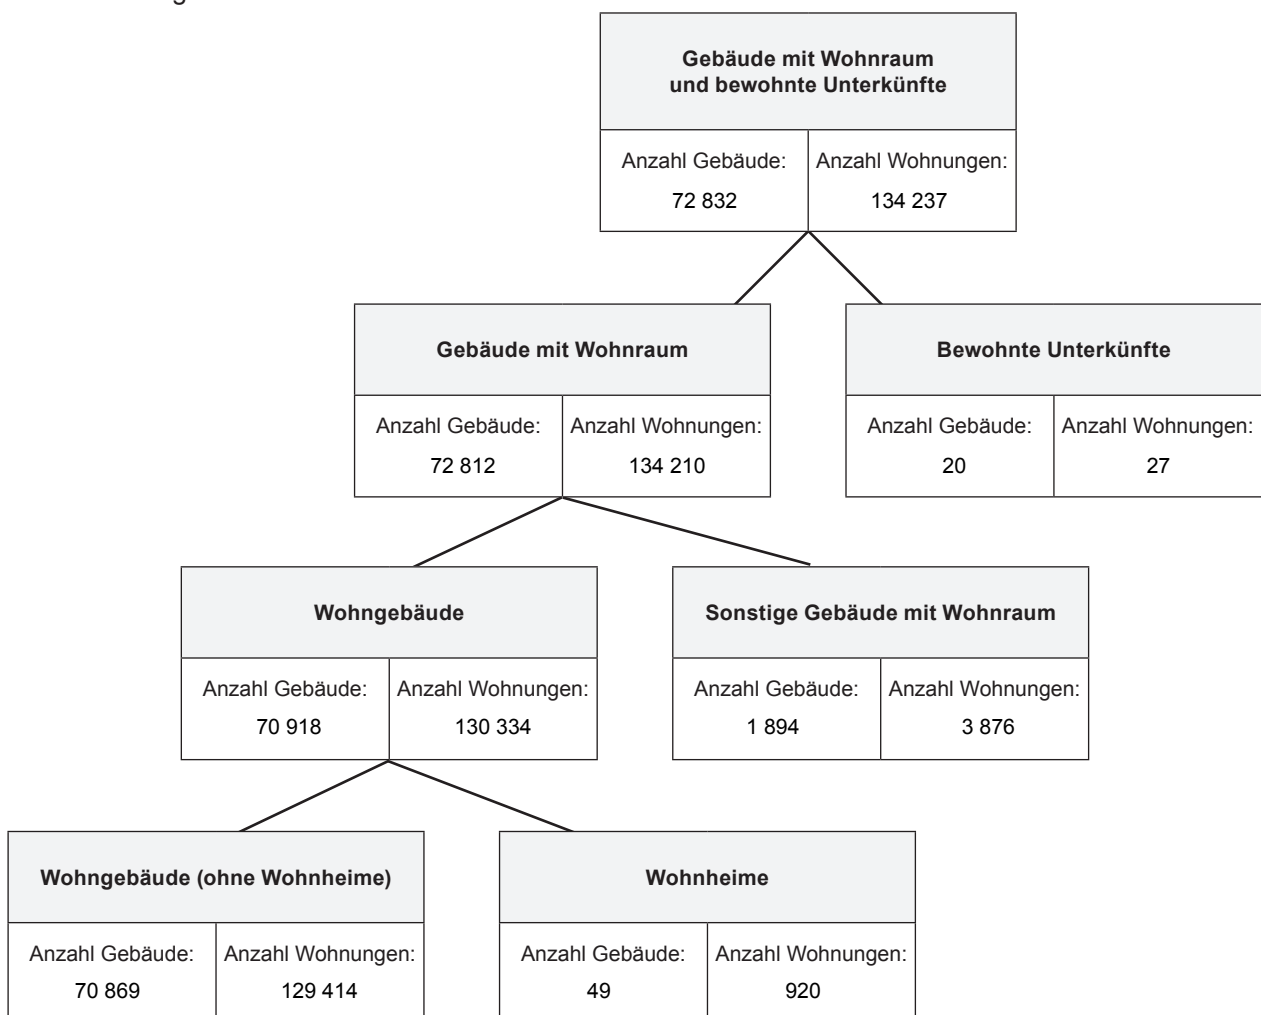 Gebäude mit Wohnraum
und bewohnte Unterkünfte
Anzahl Gebäude: Anzahl Wohnungen:
72 832 134 237
Gebäude mit Wohnraum Bewohnte Unterkünfte
Anzahl Gebäude: Anzahl Wohnungen: Anzahl Gebäude: Anzahl Wohnungen:
72 812 134 210 20 27
Wohngebäude Sonstige Gebäude mit Wohnraum
Anzahl Gebäude: Anzahl Wohnungen: Anzahl Gebäude: Anzahl Wohnungen:
70 918 130 334 1 894 3 876
Wohngebäude (ohne Wohnheime) Wohnheime
Anzahl Gebäude: Anzahl Wohnungen: Anzahl Gebäude: Anzahl Wohnungen:
70 869 129 414 49 920